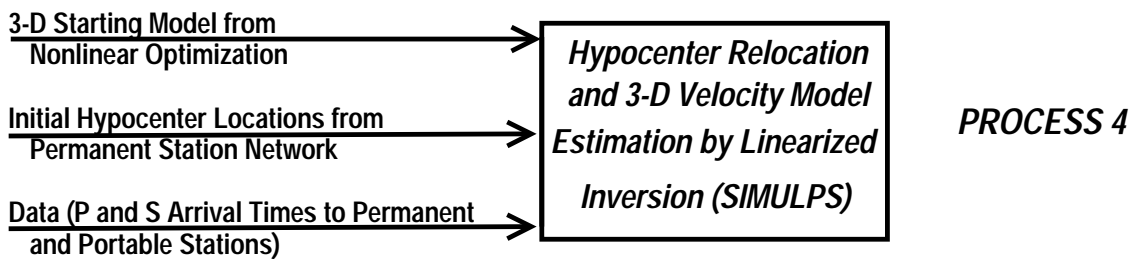 3-D Starting Model from
Nonlinear Optimization
Initial Hypocenter Locations from
Permanent Station Network
Data (P and S Arrival Times to Permanent
and Portable Stations)
Hypocenter Relocation
and 3-D Velocity Model
Estimation by Linearized
Inversion (SIMULPS)
PROCESS 4